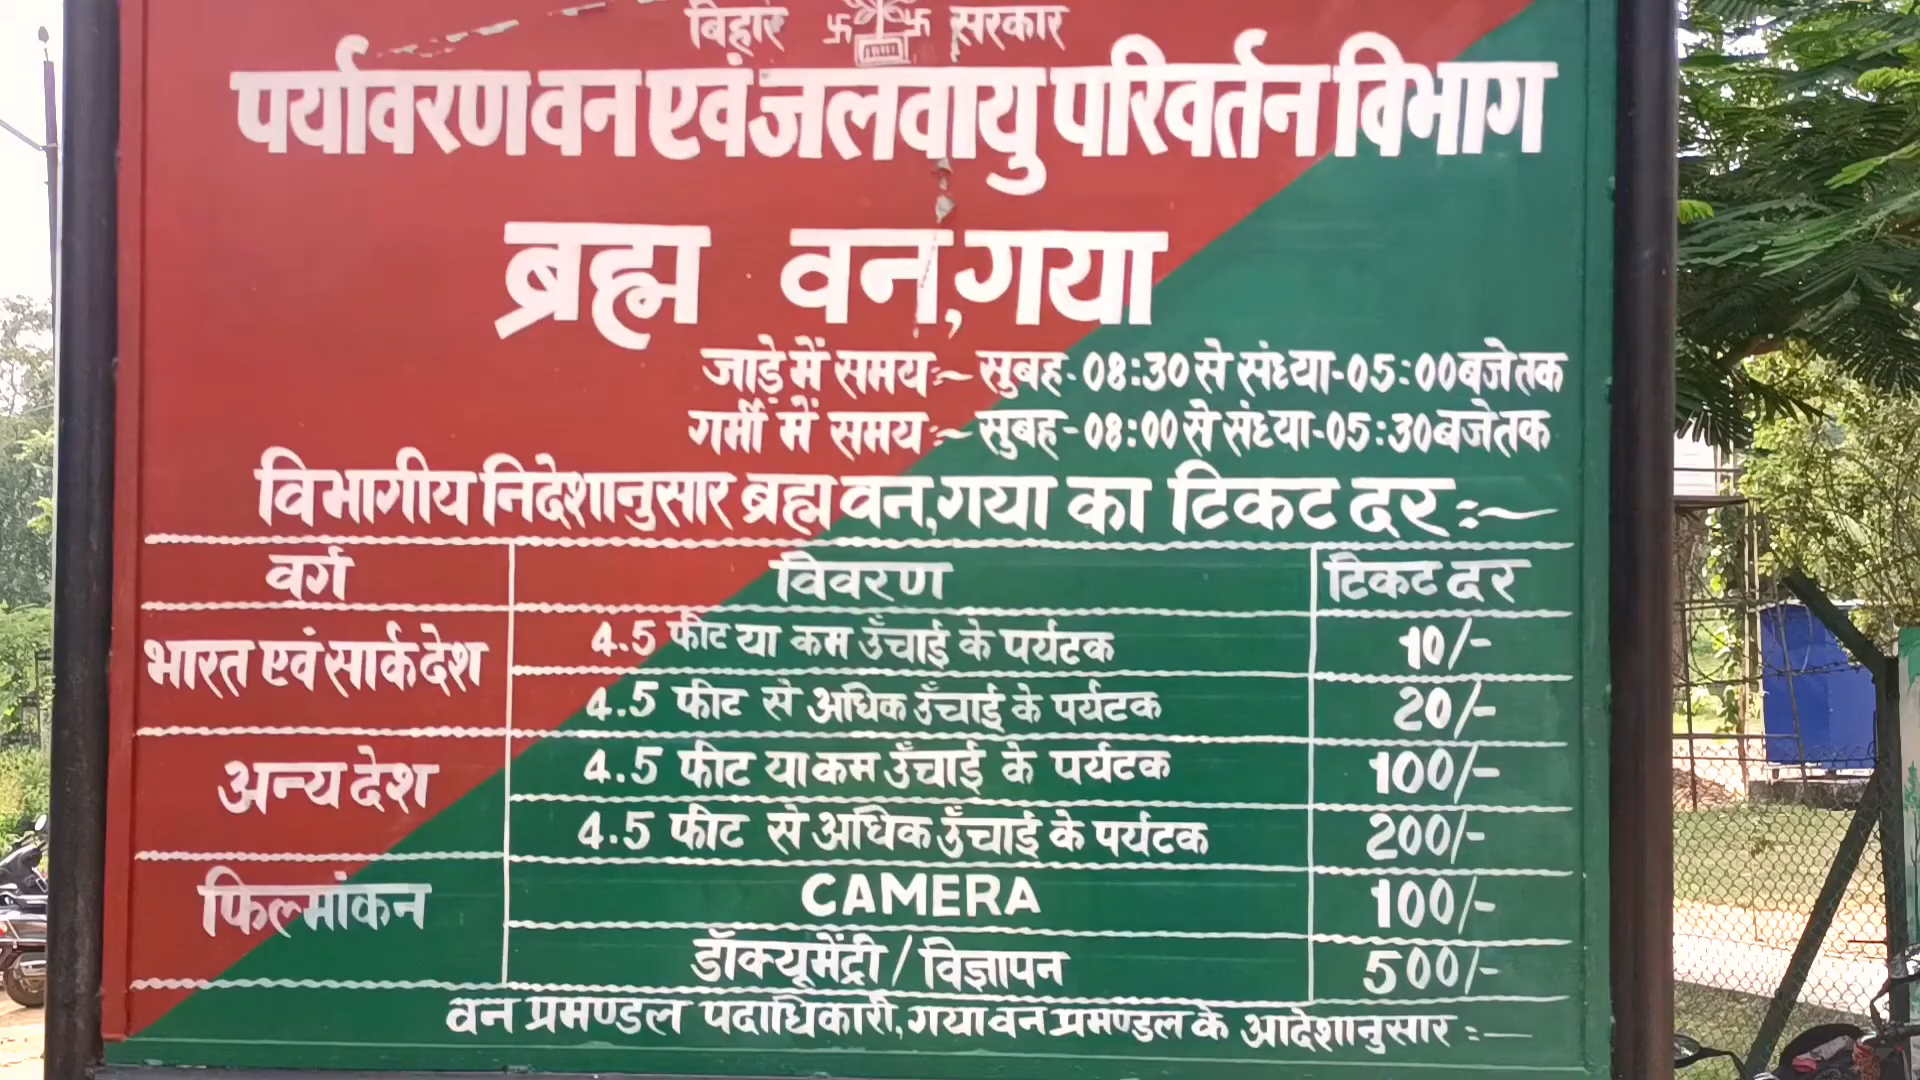 बिहार सरकार
पर्यावरण वन एवं जलवायु परिवर्तन विभाग
ब्रह्म वन, गया
जाड़े में समय :- सुबह - 08:30 से संध्या - 05:00 बजे तक
गर्मी में समय :- सुबह - 08:00 से संध्या - 05:30 बजे तक
विभागीय निदेशानुसार ब्रह्म वन, गया का टिकट दर :-
वर्ग विवरण टिकट दर
भारत एवं सार्क देश 4.5 फीट या कम उँचाई के पर्यटक 10/-
4.5 फीट से अधिक उँचाई के पर्यटक 20/-
अन्य देश 4.5 फीट या कम उँचाई के पर्यटक 100/-
4.5 फीट से अधिक उँचाई के पर्यटक 200/-
फिल्मांकन CAMERA 100/-
डॉक्यूमेंट्री / विज्ञापन 500/-
वन प्रमण्डल पदाधिकारी, गया वन प्रमण्डल के आदेशानुसार :-